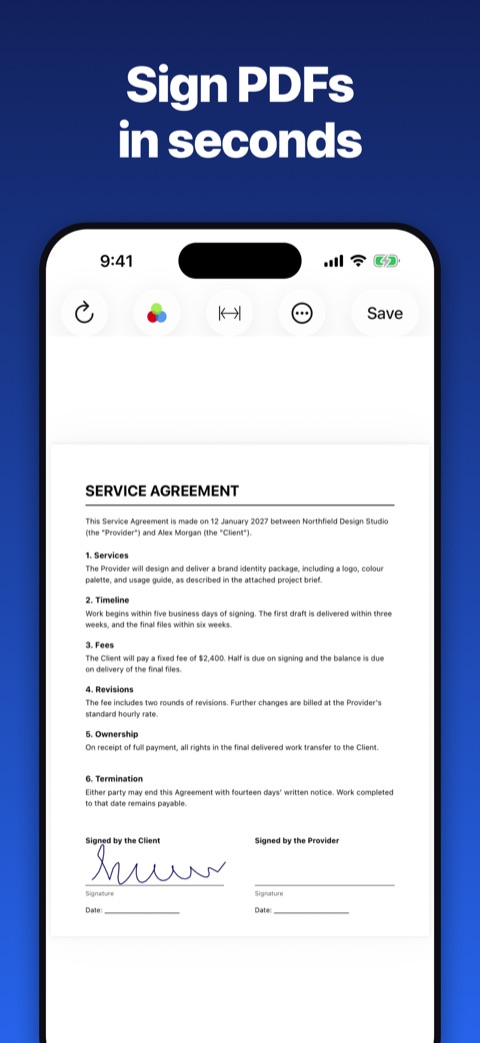 Sign PDFs
in seconds
9:41
Save
SERVICE AGREEMENT
This Service Agreement is made on 12 January 2027 between Northfield Design Studio
(the "Provider") and Alex Morgan (the "Client").
1. Services
The Provider will design and deliver a brand identity package, including a logo, colour
palette, and usage guide, as described in the attached project brief.
2. Timeline
Work begins within five business days of signing. The first draft is delivered within three
weeks, and the final files within six weeks.
3. Fees
The Client will pay a fixed fee of $2,400. Half is due on signing and the balance is due
on delivery of the final files.
4. Revisions
The fee includes two rounds of revisions. Further changes are billed at the Provider's
standard hourly rate.
5. Ownership
On receipt of full payment, all rights in the final delivered work transfer to the Client.
6. Termination
Either party may end this Agreement with fourteen days' written notice. Work completed
to that date remains payable.
Signed by the Client
Signed by the Provider
Signature
Signature
Date:
Date: